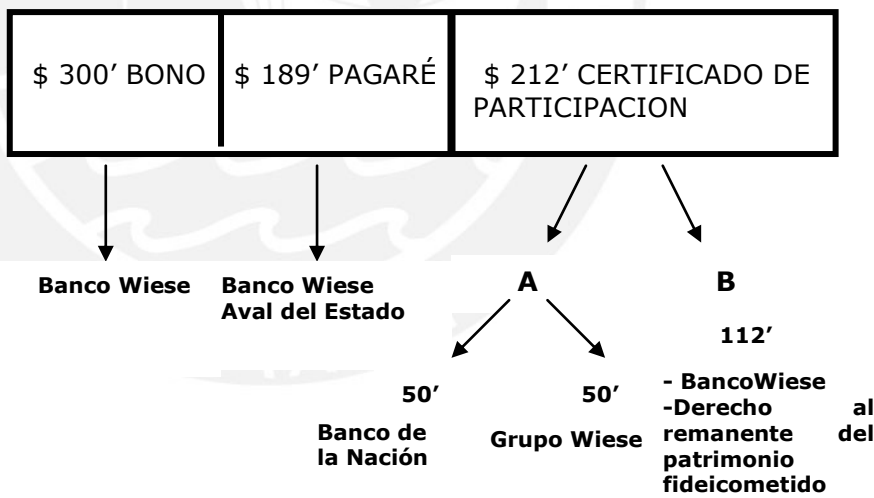 $ 300’ BONO
$ 189’ PAGARÉ
$ 212’ CERTIFICADO DE
PARTICIPACION
Banco Wiese
Banco Wiese
Aval del Estado
A
B
112’
50’
Banco de
la Nación
50’
Grupo Wiese
- BancoWiese
-Derecho al
remanente del
patrimonio
fideicometido